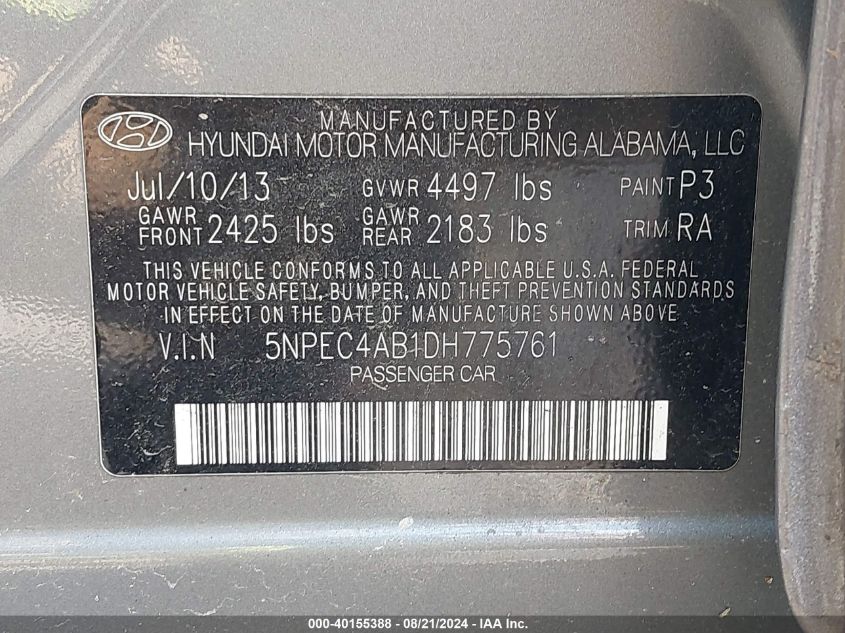 MANUFACTURED BY
HYUNDAI MOTOR MANUFACTURING ALABAMA, LLC
Jul/10/13 GVWR 4497 lbs PAINT P3
GAWR FRONT 2425 lbs GAWR REAR 2183 lbs TRIM RA
THIS VEHICLE CONFORMS TO ALL APPLICABLE U.S.A. FEDERAL
MOTOR VEHICLE SAFETY, BUMPER, AND THEFT PREVENTION STANDARDS
IN EFFECT ON THE DATE OF MANUFACTURE SHOWN ABOVE.
V.I.N 5NPEC4AB1DH775761
PASSENGER CAR
000-40155388 - 08/21/2024 - IAA Inc.